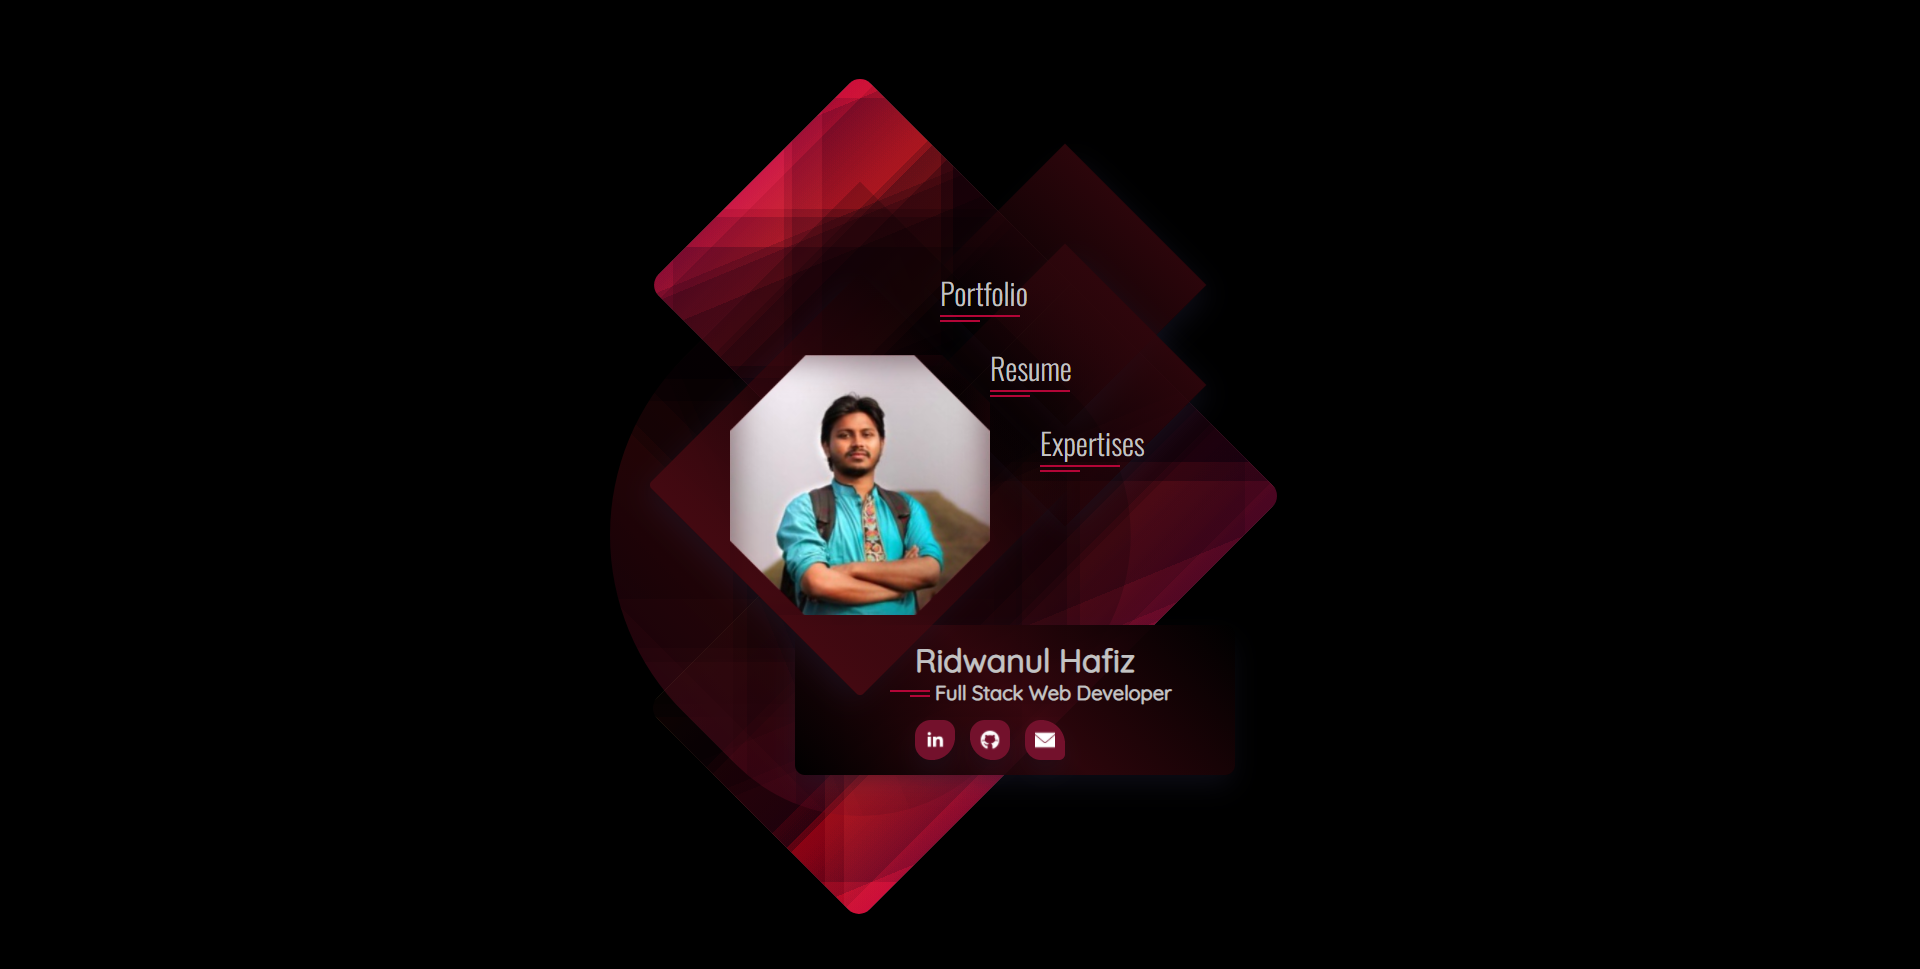 Portfolio
Resume
Expertises
Ridwanul Hafiz
Full Stack Web Developer
in